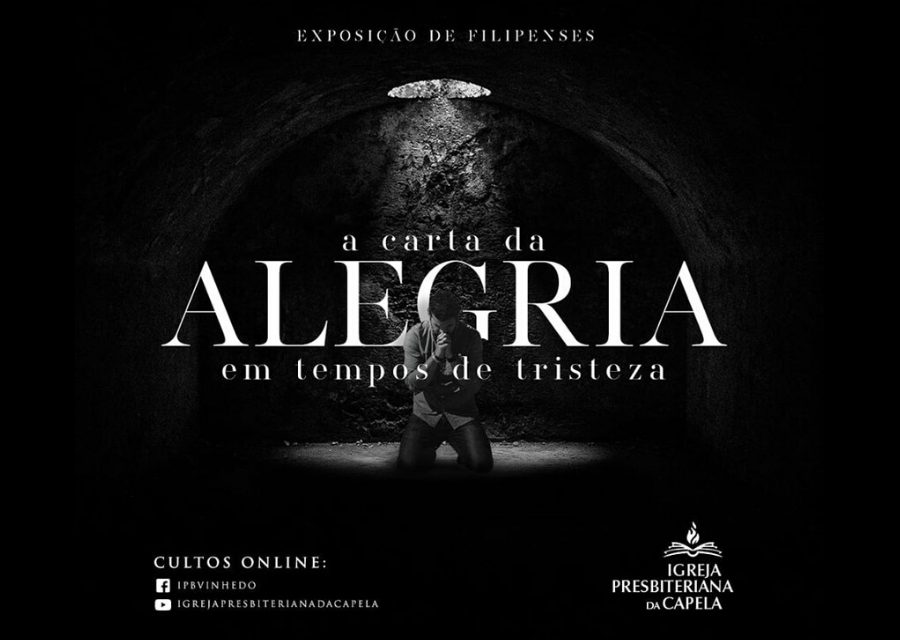 EXPOSIÇÃO DE FILIPENSES
a carta da
ALEGRIA
em tempos de tristeza
CULTOS ONLINE:
IPBVINHEDO
IGREJAPRESBITERIANADACAPELA
IGREJA
PRESBITERIANA
DA CAPELA